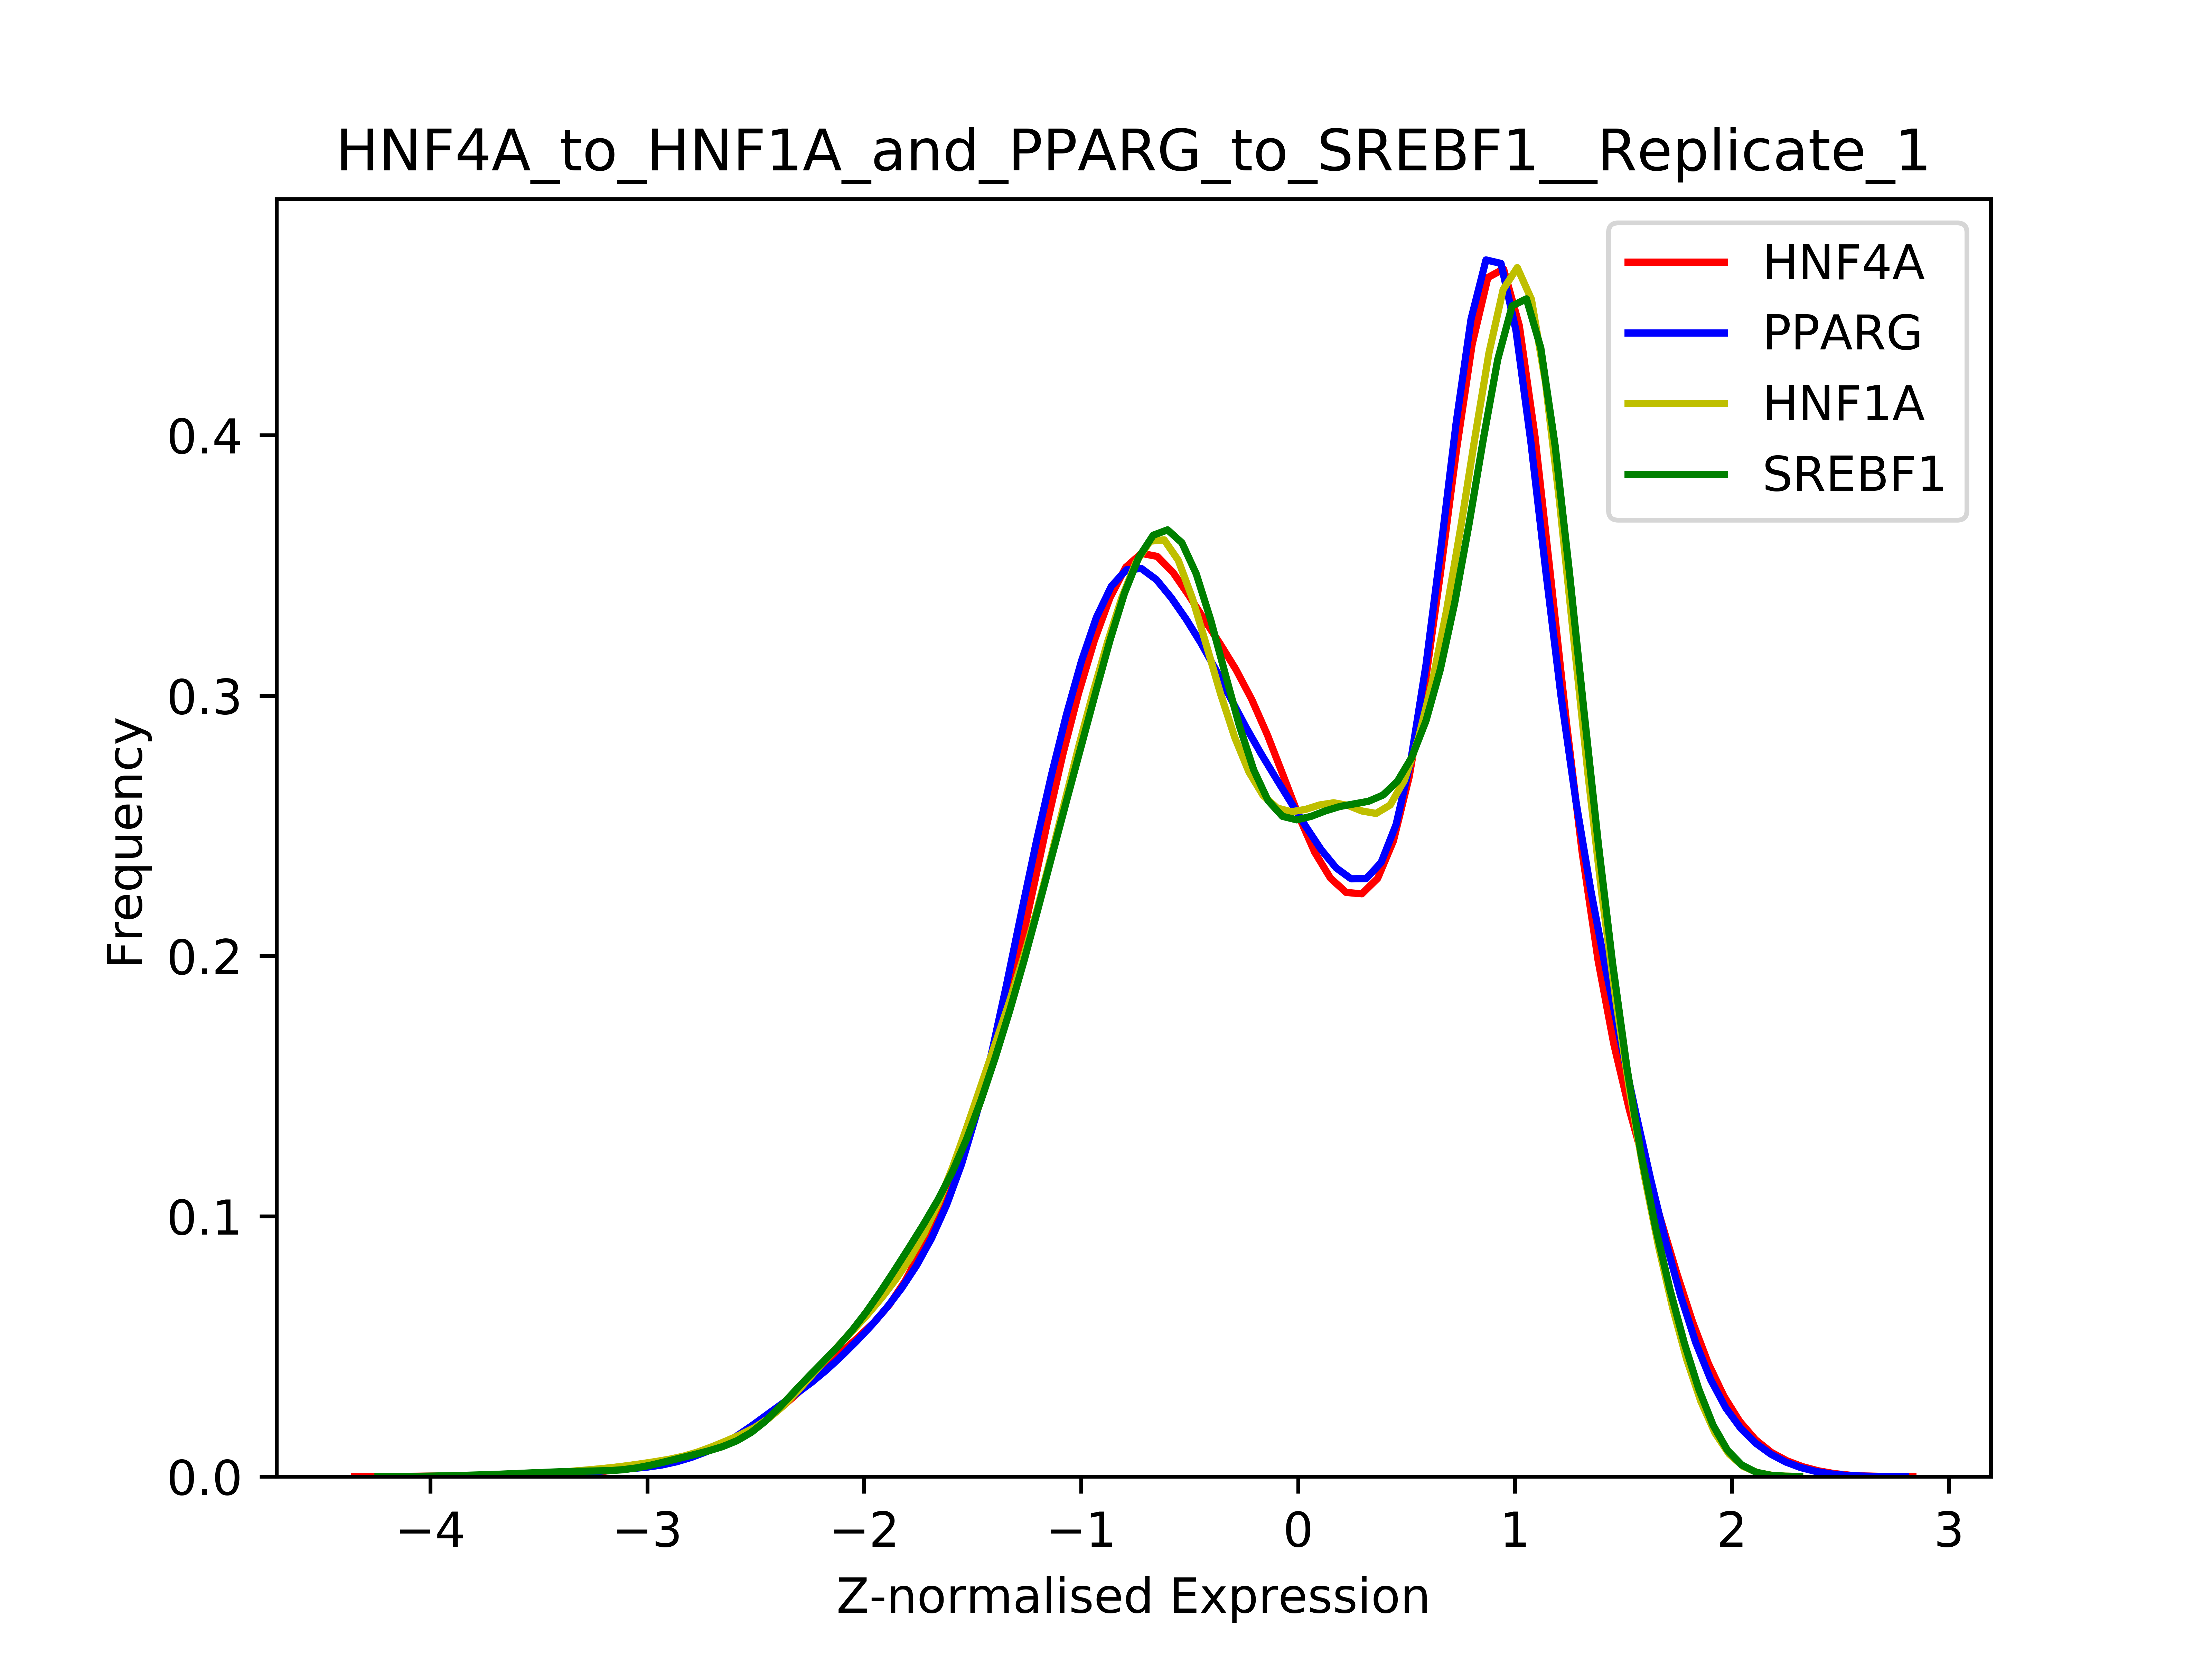 HNF4A_to_HNF1A_and_PPARG_to_SREBF1__Replicate_1
HNF4A
PPARG
HNF1A
SREBF1
Frequency
0.4
0.3
0.2
0.1
0.0
−4 −3 −2 −1 0 1 2 3
Z-normalised Expression